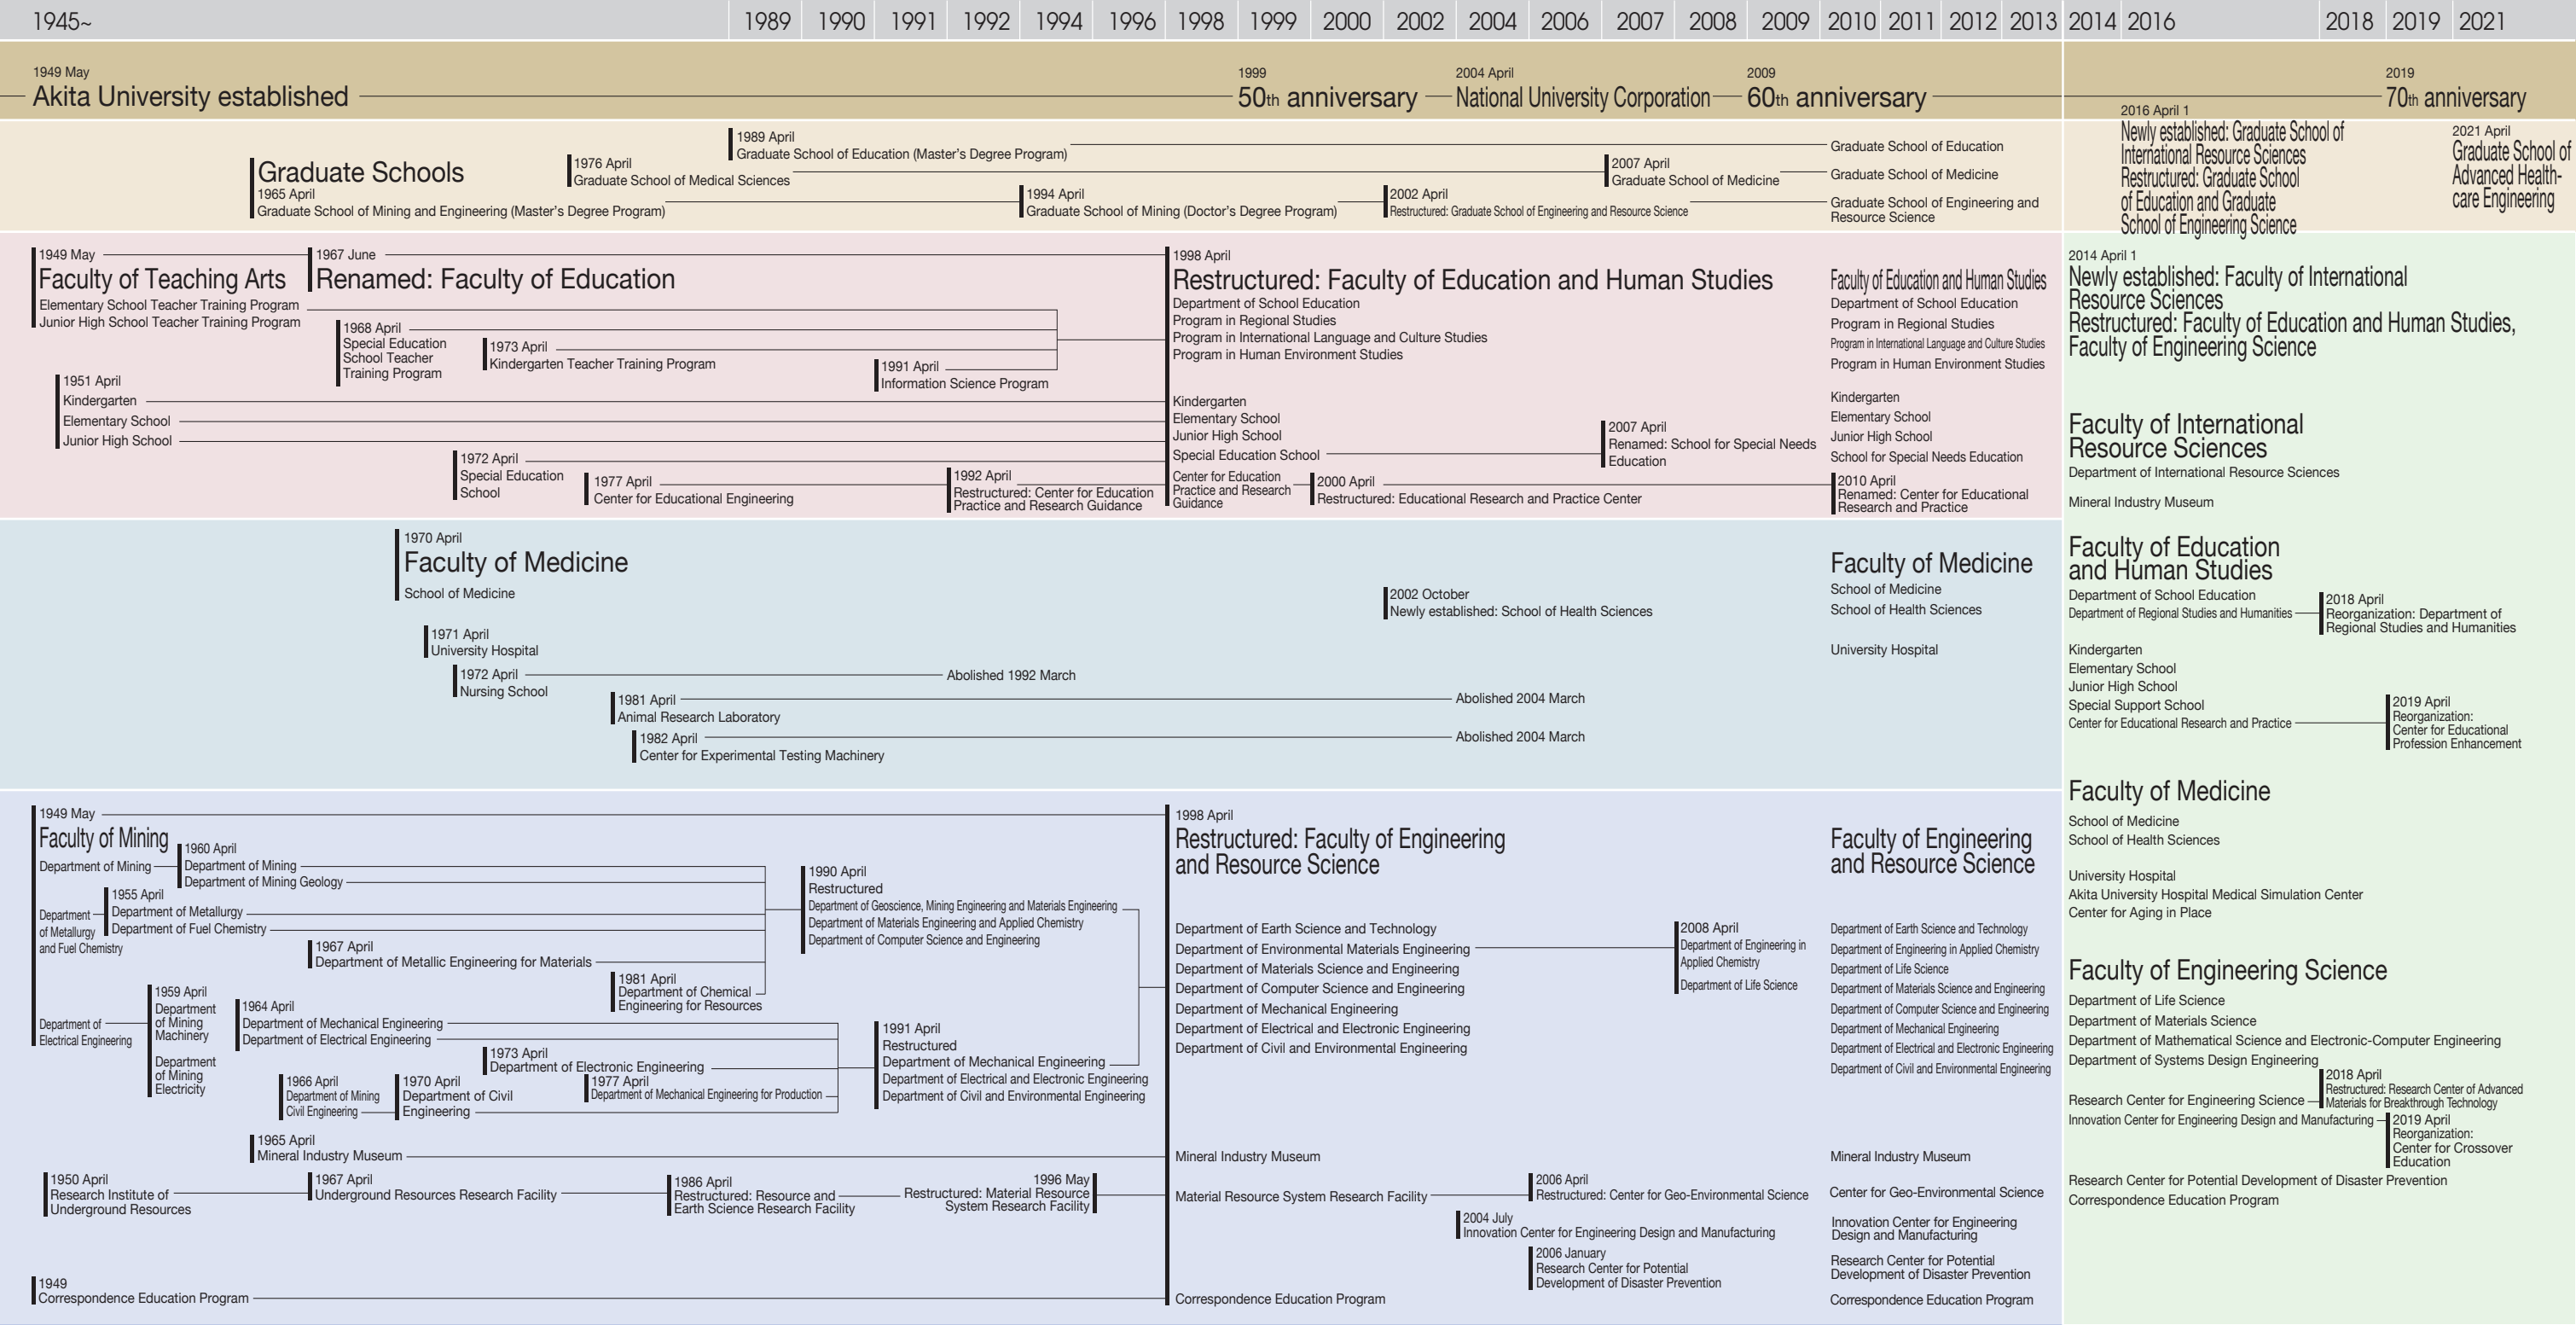 1945~ 1989 1990 1991 1992 1994 1996 1998 1999 2000 2002 2004 2006 2007 2008 2009 2010 2011 2012 2013 2014 2016 2018 2019 2021
1949 May
Akita University established
1999
50th anniversary
2004 April
National University Corporation
2009
60th anniversary
2019
70th anniversary
Graduate Schools
1965 April
Graduate School of Mining and Engineering (Master's Degree Program)
1976 April
Graduate School of Medical Sciences
1989 April
Graduate School of Education (Master's Degree Program)
1994 April
Graduate School of Mining (Doctor's Degree Program)
2002 April
Restructured: Graduate School of Engineering and Resource Science
2007 April
Graduate School of Medicine
Graduate School of Education
Graduate School of Medicine
Graduate School of Engineering and
Resource Science
2016 April 1
Newly established: Graduate School of
International Resource Sciences
Restructured: Graduate School
of Education and Graduate
School of Engineering Science
2021 April
Graduate School of
Advanced Health-
care Engineering
1949 May
Faculty of Teaching Arts
Elementary School Teacher Training Program
Junior High School Teacher Training Program
1967 June
Renamed: Faculty of Education
1968 April
Special Education
School Teacher
Training Program
1973 April
Kindergarten Teacher Training Program
1991 April
Information Science Program
1951 April
Kindergarten
Elementary School
Junior High School
1972 April
Special Education
School
1977 April
Center for Educational Engineering
1992 April
Restructured: Center for Education
Practice and Research Guidance
1998 April
Restructured: Faculty of Education and Human Studies
Department of School Education
Program in Regional Studies
Program in International Language and Culture Studies
Program in Human Environment Studies
Kindergarten
Elementary School
Junior High School
Special Education School
Center for Education
Practice and Research
Guidance
2000 April
Restructured: Educational Research and Practice Center
2007 April
Renamed: School for Special Needs
Education
Faculty of Education and Human Studies
Department of School Education
Program in Regional Studies
Program in International Language and Culture Studies
Program in Human Environment Studies
Kindergarten
Elementary School
Junior High School
School for Special Needs Education
2010 April
Renamed: Center for Educational
Research and Practice
1970 April
Faculty of Medicine
School of Medicine
1971 April
University Hospital
1972 April
Nursing School
Abolished 1992 March
1981 April
Animal Research Laboratory
Abolished 2004 March
1982 April
Center for Experimental Testing Machinery
Abolished 2004 March
2002 October
Newly established: School of Health Sciences
Faculty of Medicine
School of Medicine
School of Health Sciences
University Hospital
1949 May
Faculty of Mining
Department of Mining
1960 April
Department of Mining
Department of Mining Geology
1955 April
Department of Metallurgy
Department of Fuel Chemistry
Department
of Metallurgy
and Fuel Chemistry
1967 April
Department of Metallic Engineering for Materials
1981 April
Department of Chemical
Engineering for Resources
1990 April
Restructured
Department of Geoscience, Mining Engineering and Materials Engineering
Department of Materials Engineering and Applied Chemistry
Department of Computer Science and Engineering
Department of
Electrical Engineering
1959 April
Department
of Mining
Machinery
Department
of Mining
Electricity
1964 April
Department of Mechanical Engineering
Department of Electrical Engineering
1973 April
Department of Electronic Engineering
1966 April
Department of Mining
Civil Engineering
1970 April
Department of Civil
Engineering
1977 April
Department of Mechanical Engineering for Production
1991 April
Restructured
Department of Mechanical Engineering
Department of Electrical and Electronic Engineering
Department of Civil and Environmental Engineering
1965 April
Mineral Industry Museum
1950 April
Research Institute of
Underground Resources
1967 April
Underground Resources Research Facility
1986 April
Restructured: Resource and
Earth Science Research Facility
1996 May
Restructured: Material Resource
System Research Facility
1949
Correspondence Education Program
1998 April
Restructured: Faculty of Engineering
and Resource Science
Department of Earth Science and Technology
Department of Environmental Materials Engineering
Department of Materials Science and Engineering
Department of Computer Science and Engineering
Department of Mechanical Engineering
Department of Electrical and Electronic Engineering
Department of Civil and Environmental Engineering
2008 April
Department of Engineering in
Applied Chemistry
Department of Life Science
Mineral Industry Museum
Material Resource System Research Facility
2006 April
Restructured: Center for Geo-Environmental Science
2004 July
Innovation Center for Engineering Design and Manufacturing
2006 January
Research Center for Potential
Development of Disaster Prevention
Correspondence Education Program
Faculty of Engineering
and Resource Science
Department of Earth Science and Technology
Department of Engineering in Applied Chemistry
Department of Life Science
Department of Materials Science and Engineering
Department of Computer Science and Engineering
Department of Mechanical Engineering
Department of Electrical and Electronic Engineering
Department of Civil and Environmental Engineering
Mineral Industry Museum
Center for Geo-Environmental Science
Innovation Center for Engineering
Design and Manufacturing
Research Center for Potential
Development of Disaster Prevention
Correspondence Education Program
2014 April 1
Newly established: Faculty of International
Resource Sciences
Restructured: Faculty of Education and Human Studies,
Faculty of Engineering Science
Faculty of International
Resource Sciences
Department of International Resource Sciences
Mineral Industry Museum
Faculty of Education
and Human Studies
Department of School Education
Department of Regional Studies and Humanities
2018 April
Reorganization: Department of
Regional Studies and Humanities
Kindergarten
Elementary School
Junior High School
Special Support School
Center for Educational Research and Practice
2019 April
Reorganization:
Center for Educational
Profession Enhancement
Faculty of Medicine
School of Medicine
School of Health Sciences
University Hospital
Akita University Hospital Medical Simulation Center
Center for Aging in Place
Faculty of Engineering Science
Department of Life Science
Department of Materials Science
Department of Mathematical Science and Electronic-Computer Engineering
Department of Systems Design Engineering
Research Center for Engineering Science
2018 April
Restructured: Research Center of Advanced
Materials for Breakthrough Technology
Innovation Center for Engineering Design and Manufacturing
2019 April
Reorganization:
Center for Crossover
Education
Research Center for Potential Development of Disaster Prevention
Correspondence Education Program